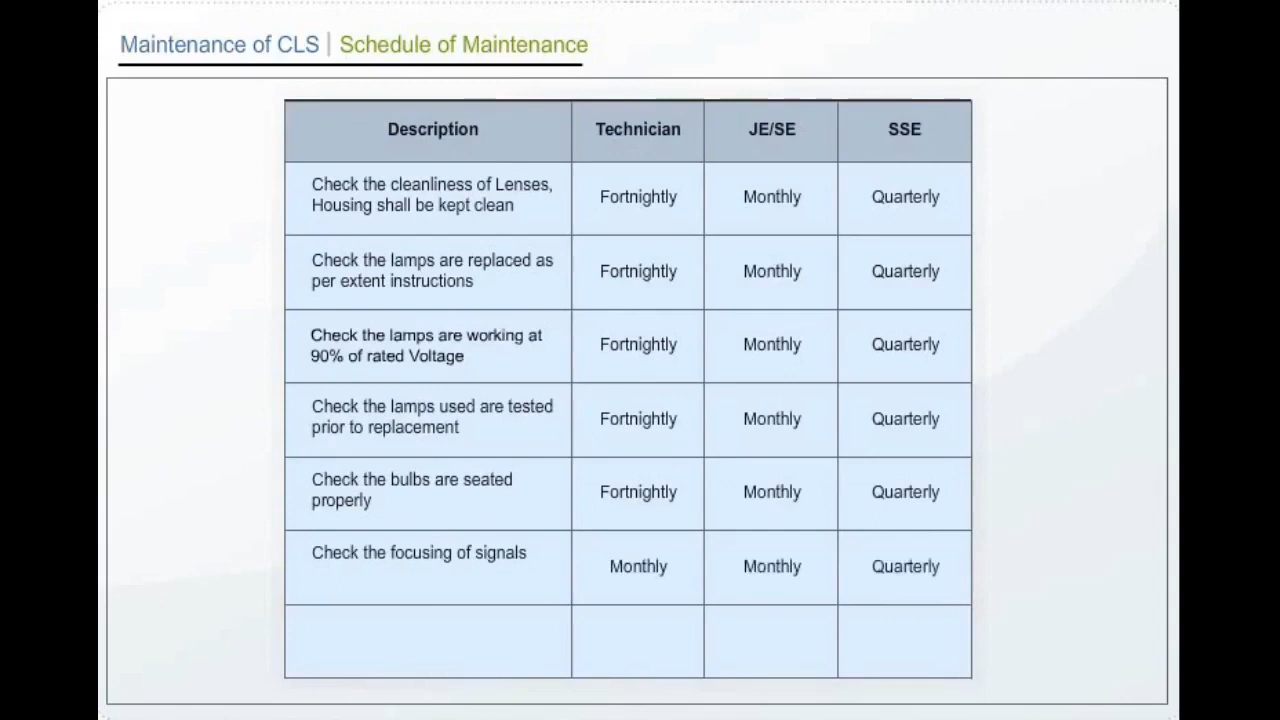 Maintenance of CLS | Schedule of Maintenance
Description Technician JE/SE SSE
Check the cleanliness of Lenses,
Housing shall be kept clean
Fortnightly Monthly Quarterly
Check the lamps are replaced as
per extent instructions
Fortnightly Monthly Quarterly
Check the lamps are working at
90% of rated Voltage
Fortnightly Monthly Quarterly
Check the lamps used are tested
prior to replacement
Fortnightly Monthly Quarterly
Check the bulbs are seated
properly
Fortnightly Monthly Quarterly
Check the focusing of signals
Monthly Monthly Quarterly